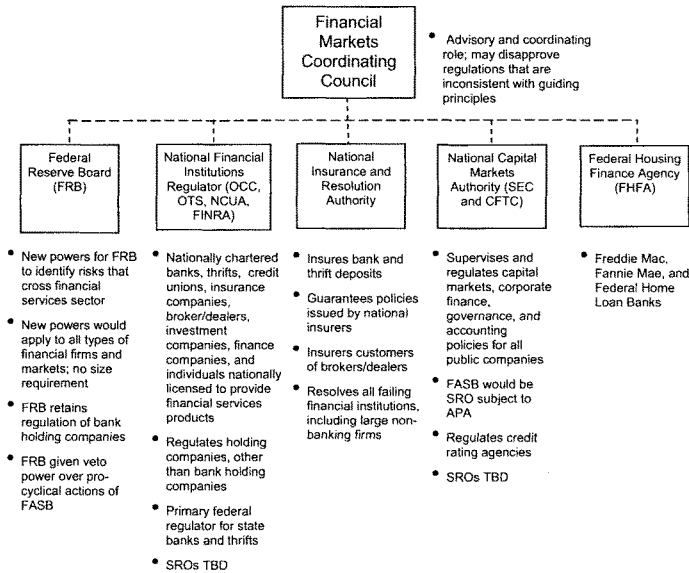 Financial
Markets
Coordinating
Council
• Advisory and coordinating
role; may disapprove
regulations that are
inconsistent with guiding
principles
Federal
Reserve Board
(FRB)
National Financial
Institutions
Regulator (OCC,
OTS, NCUA,
FINRA)
National
Insurance and
Resolution
Authority
National Capital
Markets
Authority (SEC
and CFTC)
Federal Housing
Finance Agency
(FHFA)
• New powers for FRB
to identify risks that
cross financial
services sector
• New powers would
apply to all types of
financial firms and
markets; no size
requirement
• FRB retains
regulation of bank
holding companies
• FRB given veto
power over pro-
cyclical actions of
FASB
• Nationally chartered
banks, thrifts, credit
unions, insurance
companies,
broker/dealers,
investment
companies, finance
companies, and
individuals nationally
licensed to provide
financial services
products
• Regulates holding
companies, other
than bank holding
companies
• Primary federal
regulator for state
banks and thrifts
• SROs TBD
• Insures bank and
thrift deposits
• Guarantees policies
issued by national
insurers
• Insurers customers
of brokers/dealers
• Resolves all failing
financial institutions,
including large non-
banking firms
• Supervises and
regulates capital
markets, corporate
finance,
governance, and
accounting
policies for all
public companies
• FASB would be
SRO subject to
APA
• Regulates credit
rating agencies
• SROs TBD
• Freddie Mac,
Fannie Mae, and
Federal Home
Loan Banks